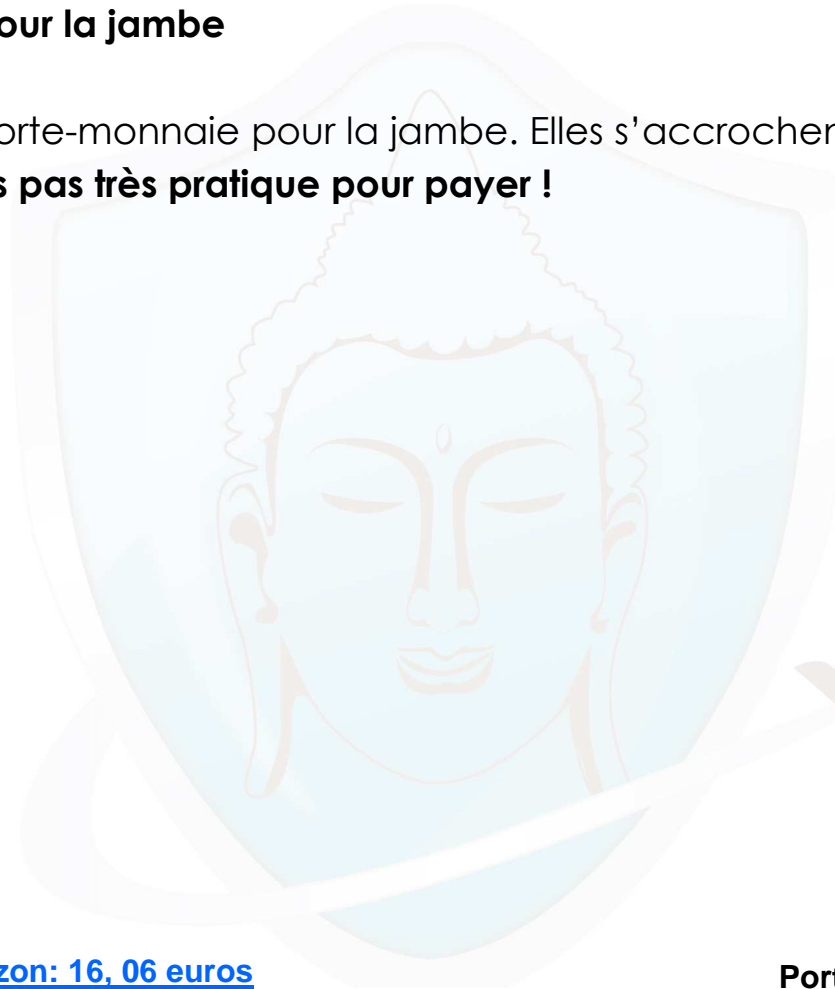 our la jambe
orte-monnaie pour la jambe. Elles s’accrochen
s pas très pratique pour payer !
zon: 16, 06 euros
Port